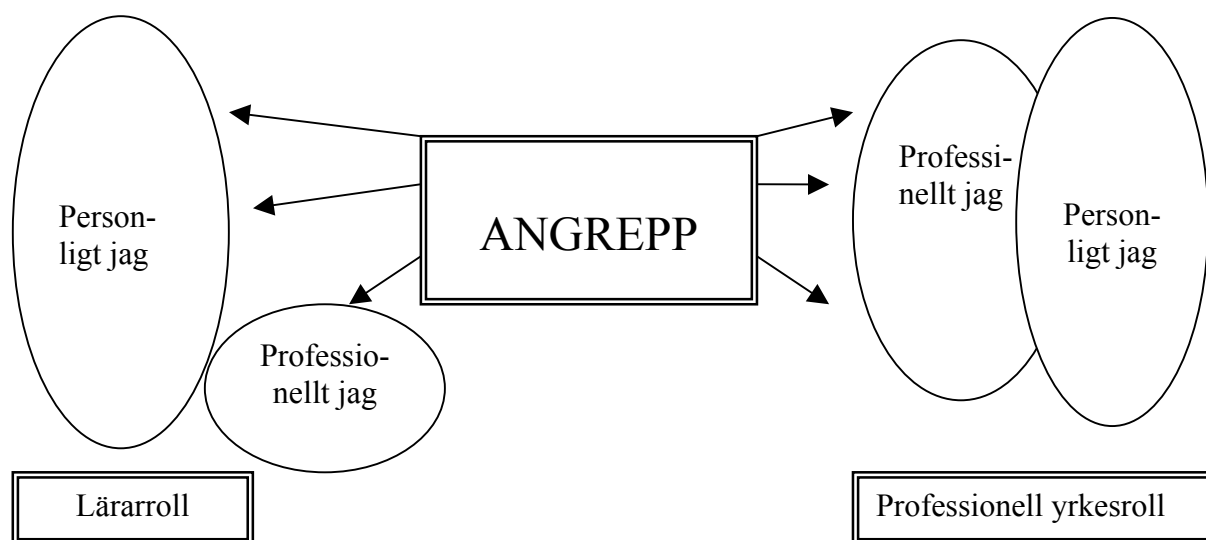 Person-
ligt jag
Professio-
nellt jag
ANGREPP
Professi-
nellt jag
Person-
ligt jag
Lärarroll
Professionell yrkesroll